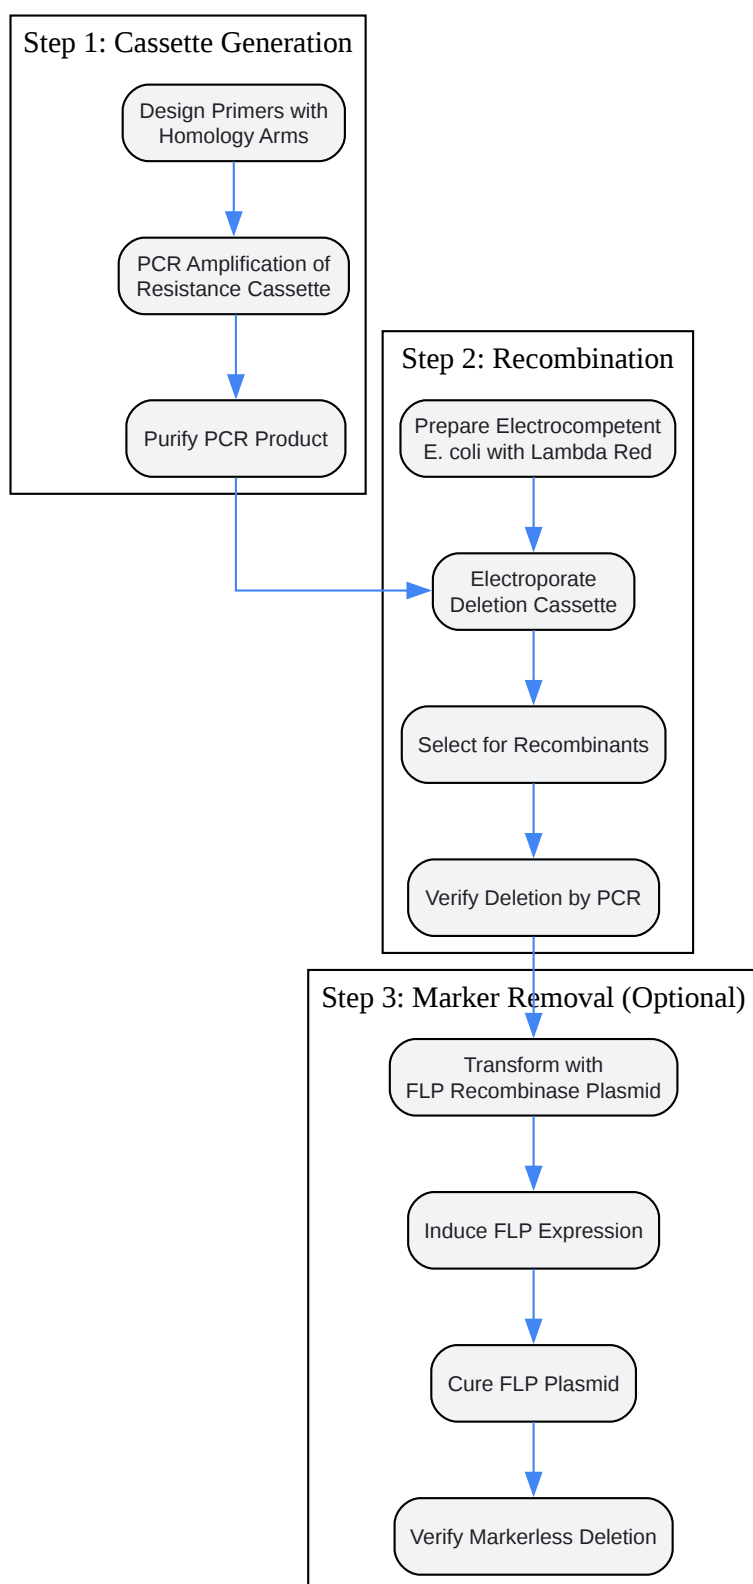 Step 1: Cassette Generation
Design Primers with
Homology Arms
PCR Amplification of
Resistance Cassette
Purify PCR Product
Step 2: Recombination
Prepare Electrocompetent
E. coli with Lambda Red
Electroporate
Deletion Cassette
Select for Recombinants
Verify Deletion by PCR
Step 3: Marker Removal (Optional)
Transform with
FLP Recombinase Plasmid
Induce FLP Expression
Cure FLP Plasmid
Verify Markerless Deletion